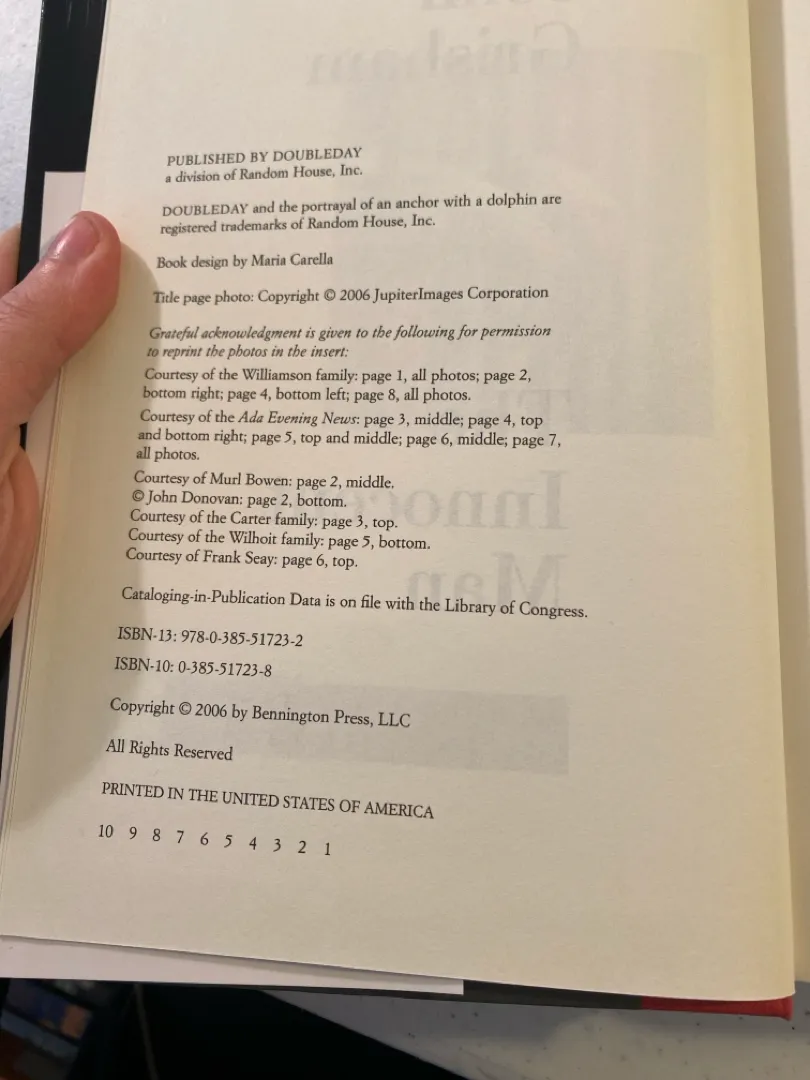 PUBLISHED BY DOUBLEDAY
a division of Random House, Inc.
DOUBLEDAY and the portrayal of an anchor with a dolphin are
registered trademarks of Random House, Inc.
Book design by Maria Carella
Title page photo: Copyright © 2006 JupiterImages Corporation
Grateful acknowledgment is given to the following for permission
to reprint the photos in the insert:
Courtesy of the Williamson family: page 1, all photos; page 2,
bottom right; page 4, bottom left; page 8, all photos.
Courtesy of the Ada Evening News: page 3, middle; page 4, top
and bottom right; page 5, top and middle; page 6, middle; page 7,
all photos.
Courtesy of Murl Bowen: page 2, middle.
© John Donovan: page 2, bottom.
Courtesy of the Carter family: page 3, top.
Courtesy of the Wilhoit family: page 5, bottom.
Courtesy of Frank Seay: page 6, top.
Cataloging-in-Publication Data is on file with the Library of Congress.
ISBN-13: 978-0-385-51723-2
ISBN-10: 0-385-51723-8
Copyright © 2006 by Bennington Press, LLC
All Rights Reserved
PRINTED IN THE UNITED STATES OF AMERICA
10 9 8 7 6 5 4 3 2 1